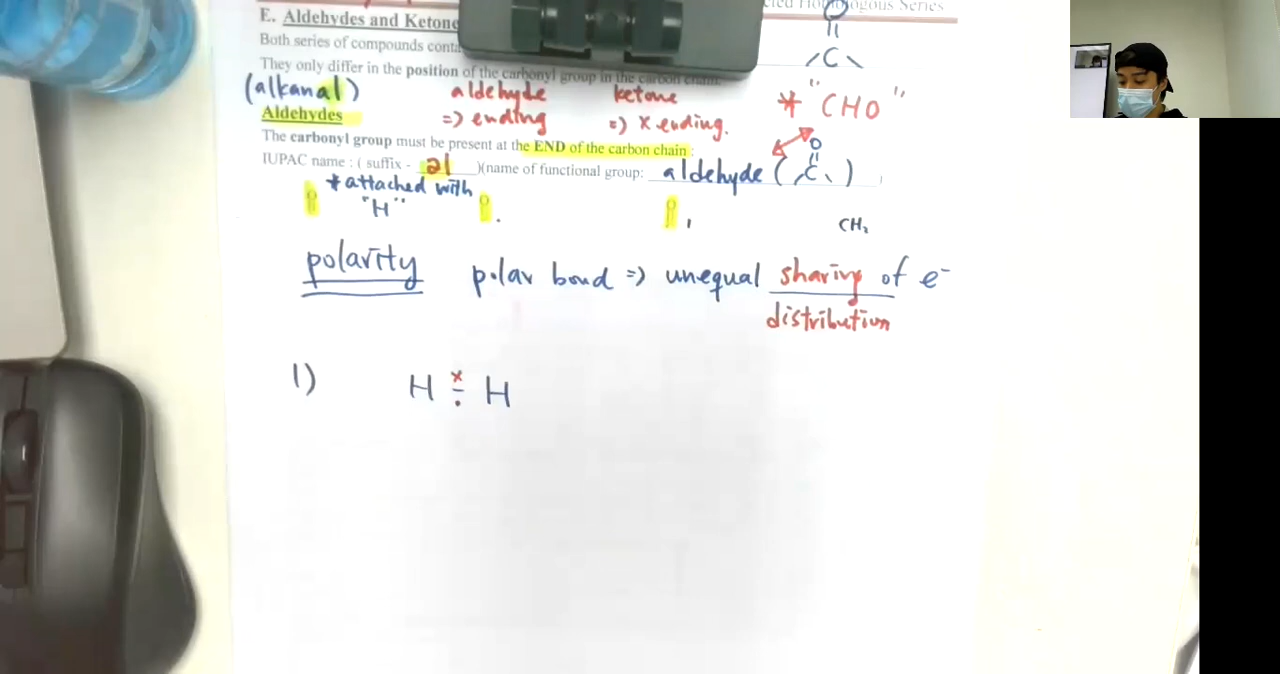 E. Aldehydes and Ketone
ogous Series
O
Both series of compounds conta
C
They only differ in the position of the carbonyl group in the carbon chain.
(alkanal) aldehyde ketone * "CHO"
Aldehydes => ending => x ending.
The carbonyl group must be present at the END of the carbon chain :
O
IUPAC name : ( suffix - al )(name of functional group: aldehyde ( C )
* attached with
"H"
CH₂
polarity polar bond => unequal sharing of e⁻
distribution
1) H × H